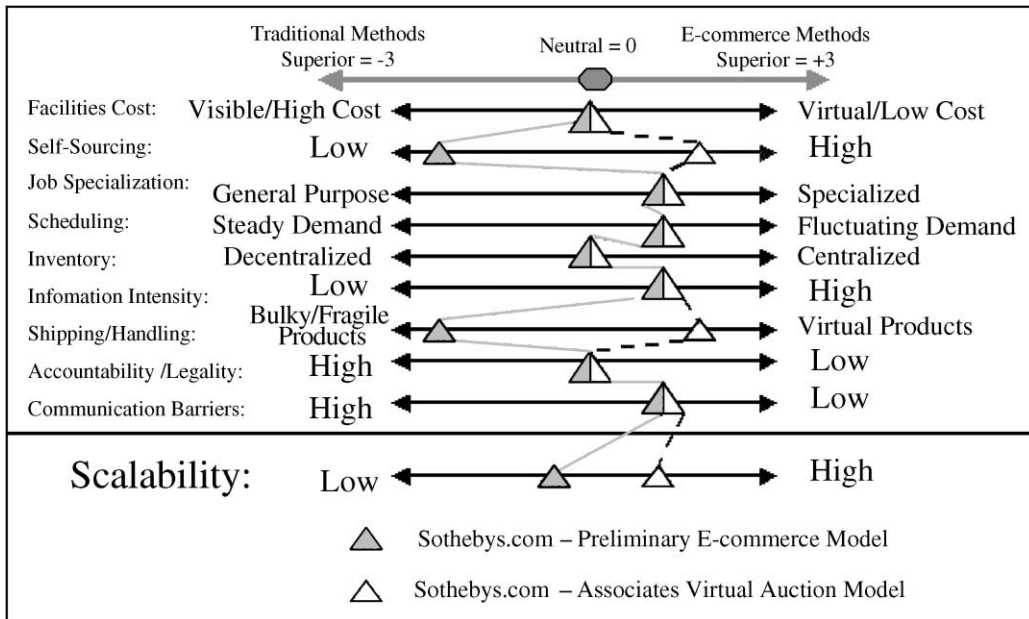 Traditional Methods
Superior = -3
Neutral = 0
E-commerce Methods
Superior = +3
Facilities Cost: Visible/High Cost Virtual/Low Cost
Self-Sourcing: Low High
Job Specialization: General Purpose Specialized
Scheduling: Steady Demand Fluctuating Demand
Inventory: Decentralized Centralized
Infomation Intensity: Low High
Shipping/Handling: Bulky/Fragile
Products Virtual Products
Accountability /Legality: High Low
Communication Barriers: High Low
Scalability: Low High
Sothebys.com – Preliminary E-commerce Model
Sothebys.com – Associates Virtual Auction Model